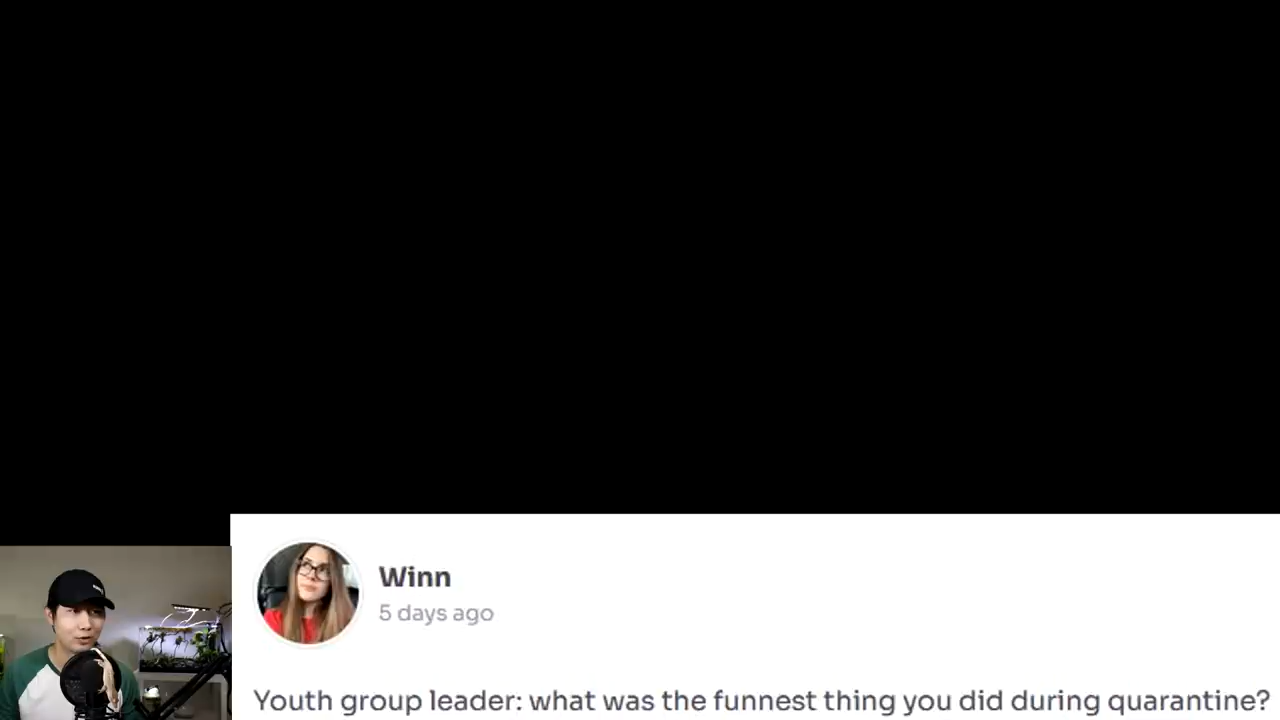 Winn
5 days ago
Youth group leader: what was the funnest thing you did during quarantine?